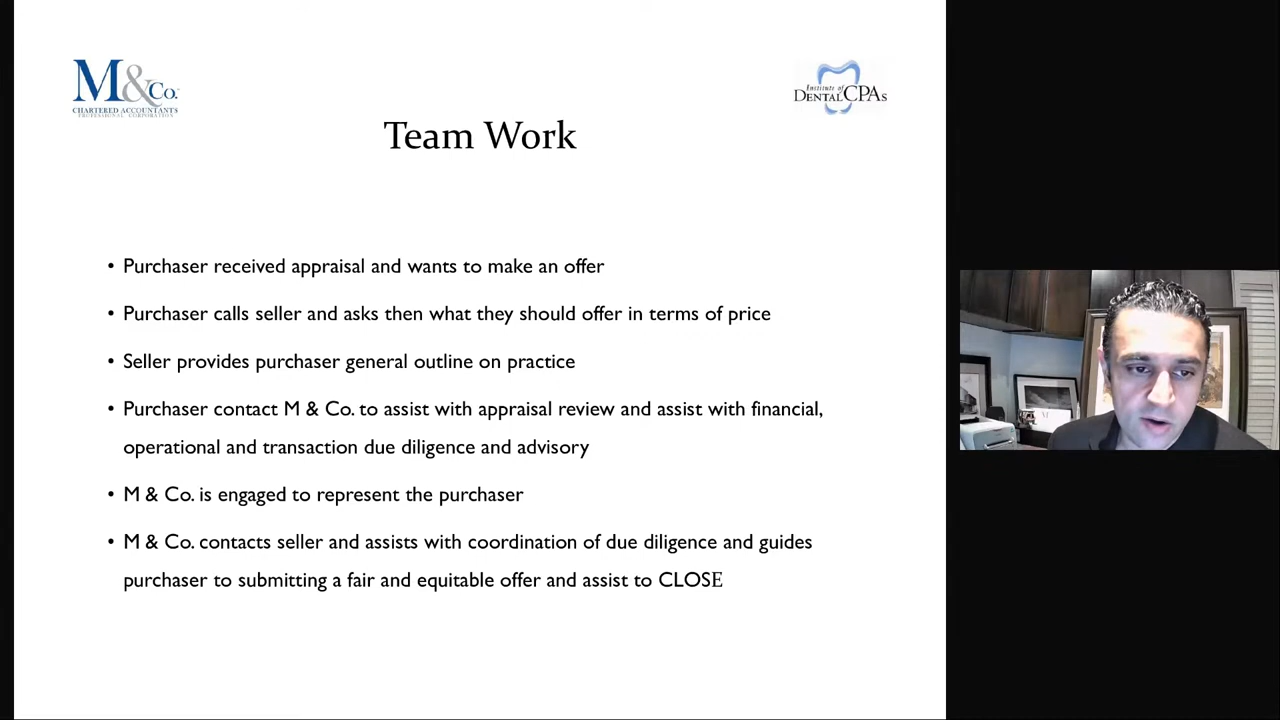 M&Co.
CHARTERED ACCOUNTANTS
PROFESSIONAL CORPORATION
Institute of
DENTAL CPAs
Team Work
• Purchaser received appraisal and wants to make an offer
• Purchaser calls seller and asks then what they should offer in terms of price
• Seller provides purchaser general outline on practice
• Purchaser contact M & Co. to assist with appraisal review and assist with financial,
operational and transaction due diligence and advisory
• M & Co. is engaged to represent the purchaser
• M & Co. contacts seller and assists with coordination of due diligence and guides
purchaser to submitting a fair and equitable offer and assist to CLOSE